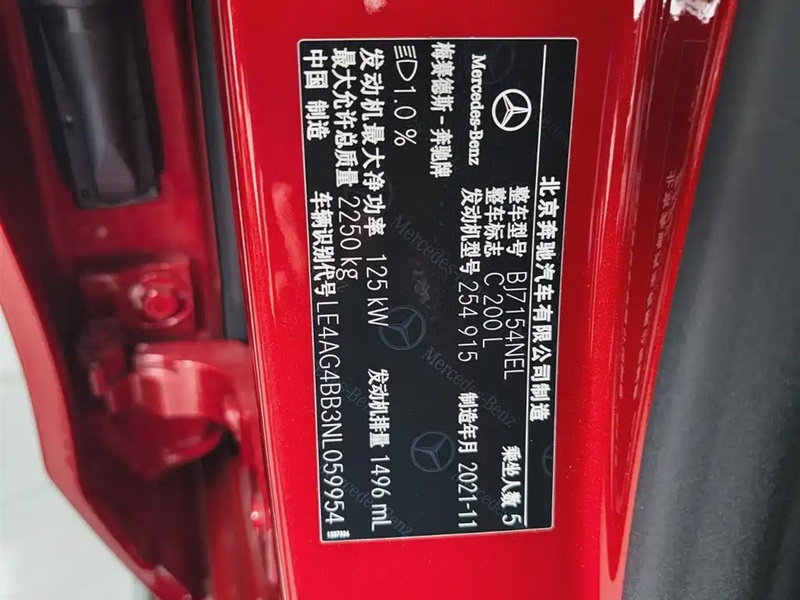 北京奔驰汽车有限公司制造
Mercedes-Benz
整车型号 BJ7154NEL 乘坐人数 5
整车标志 C 200 L
梅赛德斯-奔驰牌 发动机型号 254 915 制造年月 2021-11
1.0 %
发动机最大净功率 125 kW 发动机排量 1496 mL
最大允许总质量 2250 kg
中国 制造 车辆识别代号 LE4AG4BB3NL059954